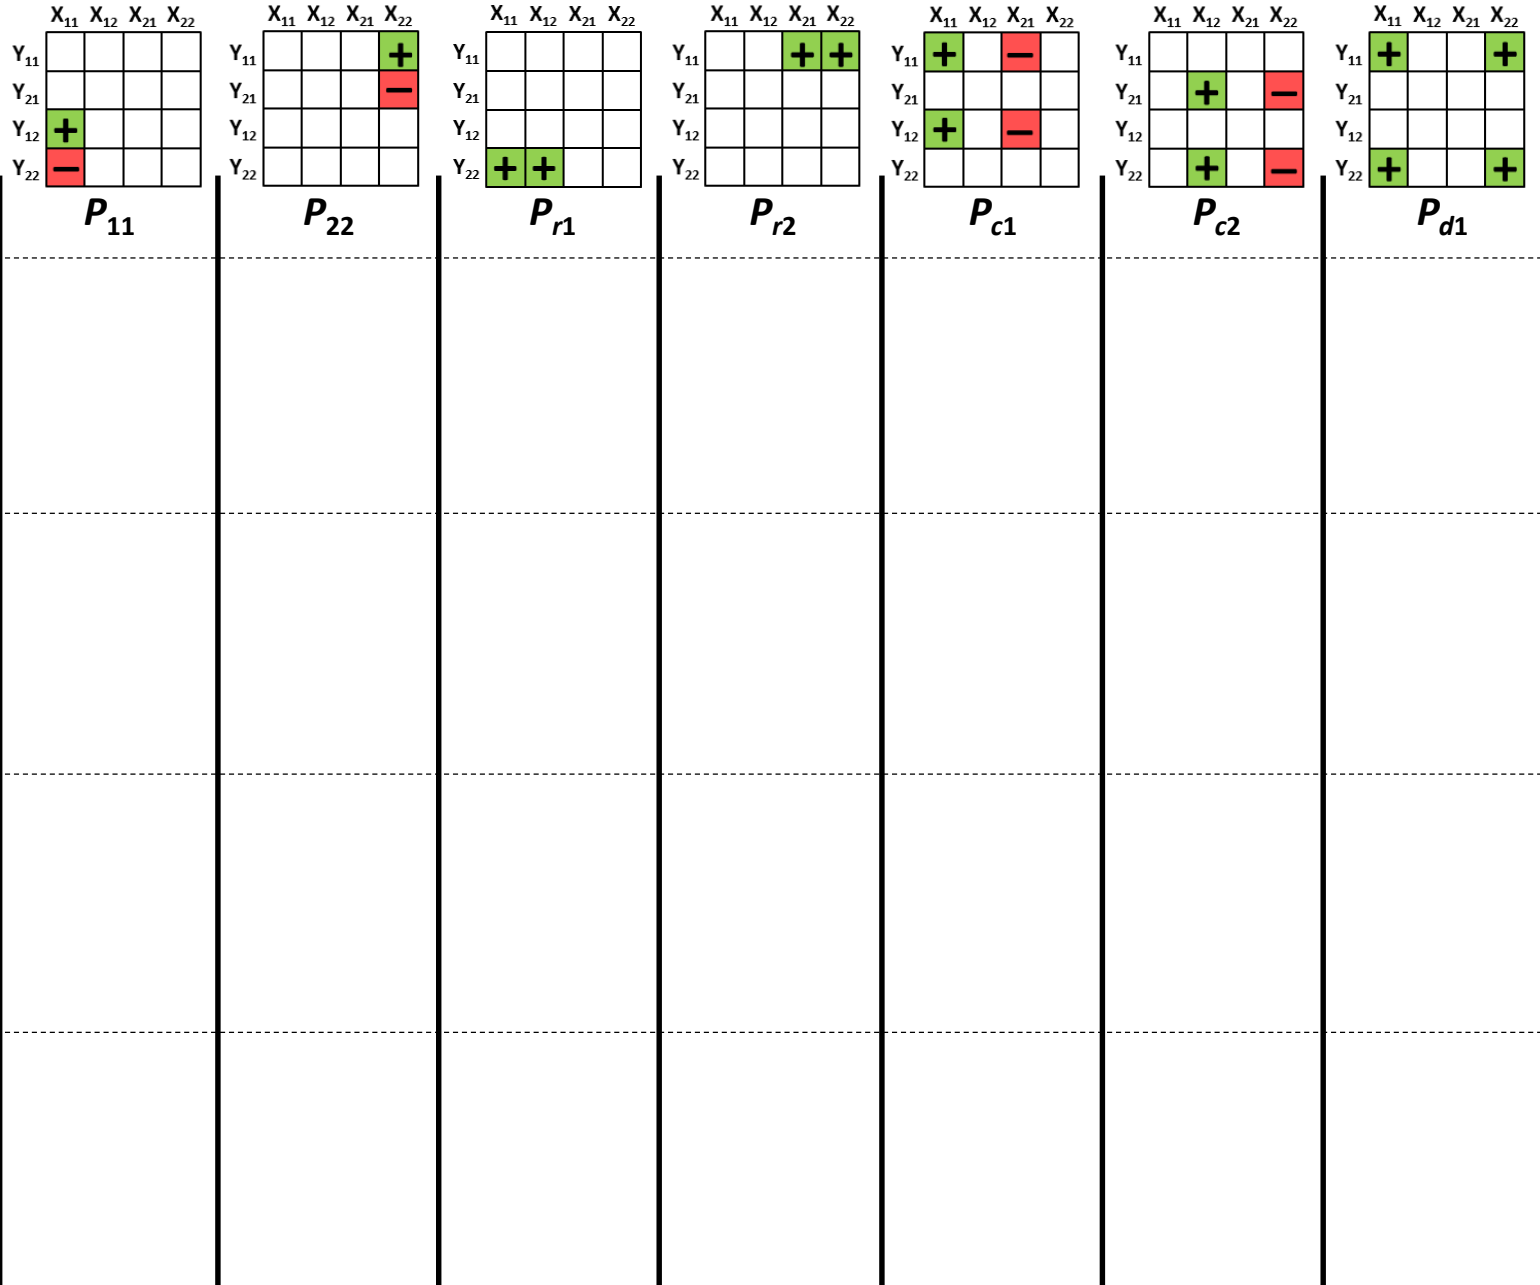 X₁₁ X₁₂ X₂₁ X₂₂
Y₁₁
Y₂₁
Y₁₂ +
Y₂₂ −
P₁₁
X₁₁ X₁₂ X₂₁ X₂₂
Y₁₁ +
Y₂₁ −
Y₁₂
Y₂₂
P₂₂
X₁₁ X₁₂ X₂₁ X₂₂
Y₁₁
Y₂₁
Y₁₂
Y₂₂ + +
Pr1
X₁₁ X₁₂ X₂₁ X₂₂
Y₁₁ + +
Y₂₁
Y₁₂
Y₂₂
Pr2
X₁₁ X₁₂ X₂₁ X₂₂
Y₁₁ + −
Y₂₁
Y₁₂ + −
Y₂₂
Pc1
X₁₁ X₁₂ X₂₁ X₂₂
Y₁₁
Y₂₁ + −
Y₁₂
Y₂₂ + −
Pc2
X₁₁ X₁₂ X₂₁ X₂₂
Y₁₁ + +
Y₂₁
Y₁₂
Y₂₂ + +
Pd1